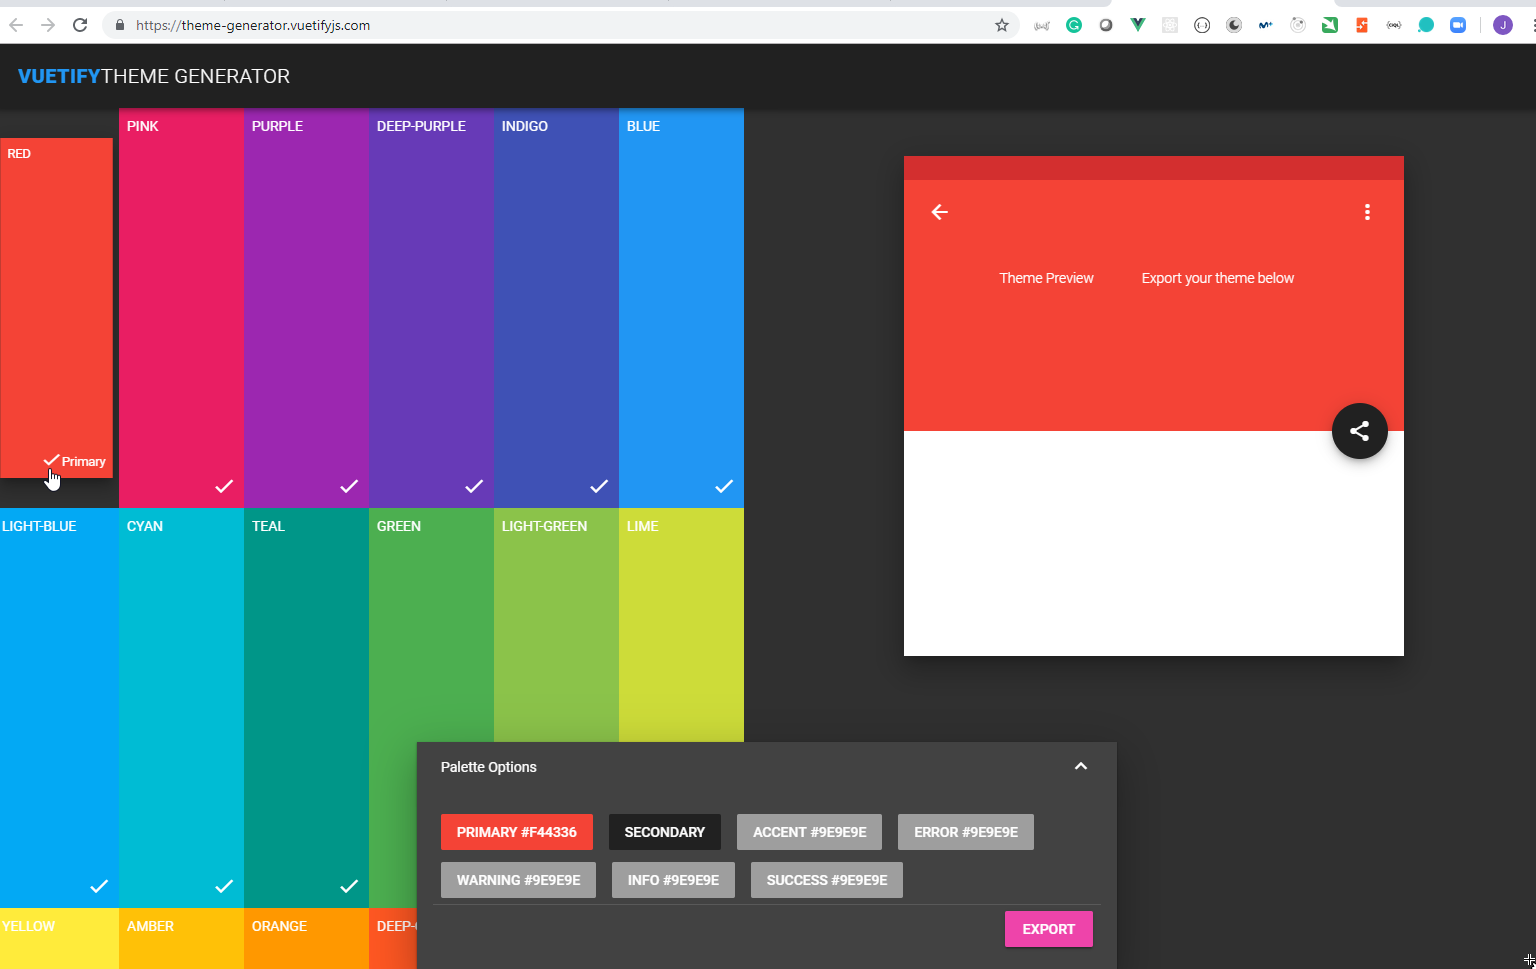 https://theme-generator.vuetifyjs.com
J
VUETIFYTHEME GENERATOR
RED
PINK
PURPLE
DEEP-PURPLE
INDIGO
BLUE
Primary
Theme Preview
Export your theme below
LIGHT-BLUE
CYAN
TEAL
GREEN
LIGHT-GREEN
LIME
YELLOW
AMBER
ORANGE
DEEP-
Palette Options
PRIMARY #F44336
SECONDARY
ACCENT #9E9E9E
ERROR #9E9E9E
WARNING #9E9E9E
INFO #9E9E9E
SUCCESS #9E9E9E
EXPORT